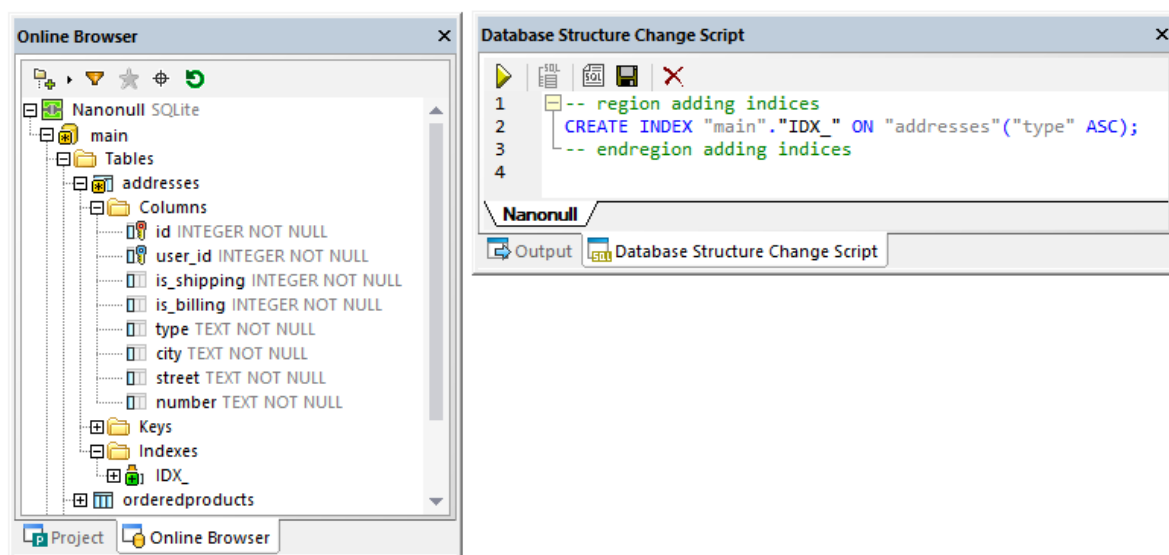 Online Browser
Nanonull SQLite
main
Tables
addresses
Columns
id INTEGER NOT NULL
user_id INTEGER NOT NULL
is_shipping INTEGER NOT NULL
is_billing INTEGER NOT NULL
type TEXT NOT NULL
city TEXT NOT NULL
street TEXT NOT NULL
number TEXT NOT NULL
Keys
Indexes
IDX_
orderedproducts
Project
Online Browser
Database Structure Change Script
1 -- region adding indices
2 CREATE INDEX "main"."IDX_" ON "addresses"("type" ASC);
3 -- endregion adding indices
4
Nanonull
Output
Database Structure Change Script